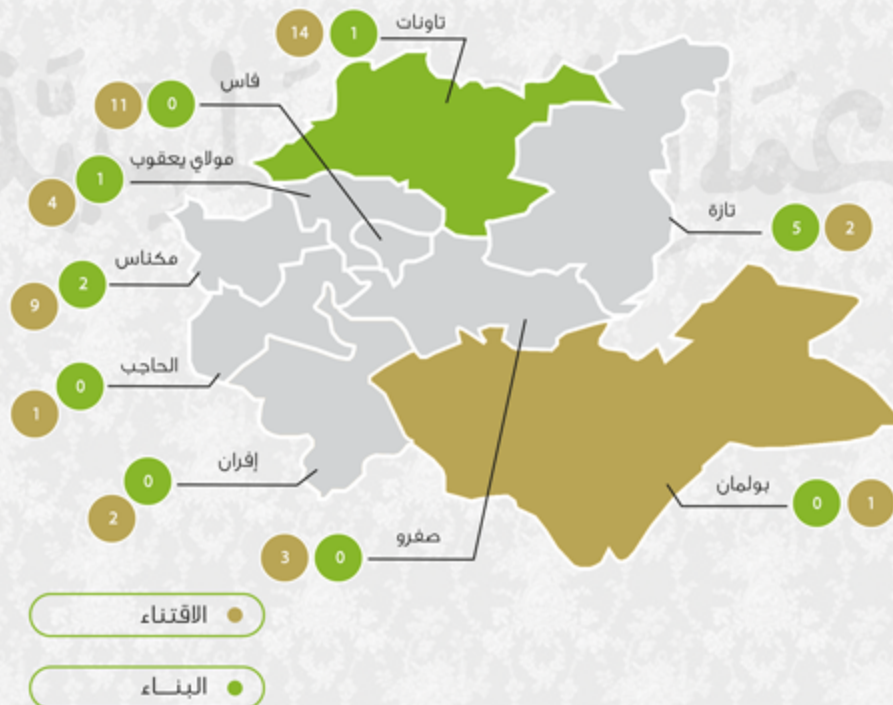 تاونات
1
14
فاس
0
11
مولاي يعقوب
1
4
تازة
2
5
مكناس
2
9
الحاجب
0
1
إفران
0
2
بولمان
1
0
صفرو
0
3
الاقتناء
البنــاء